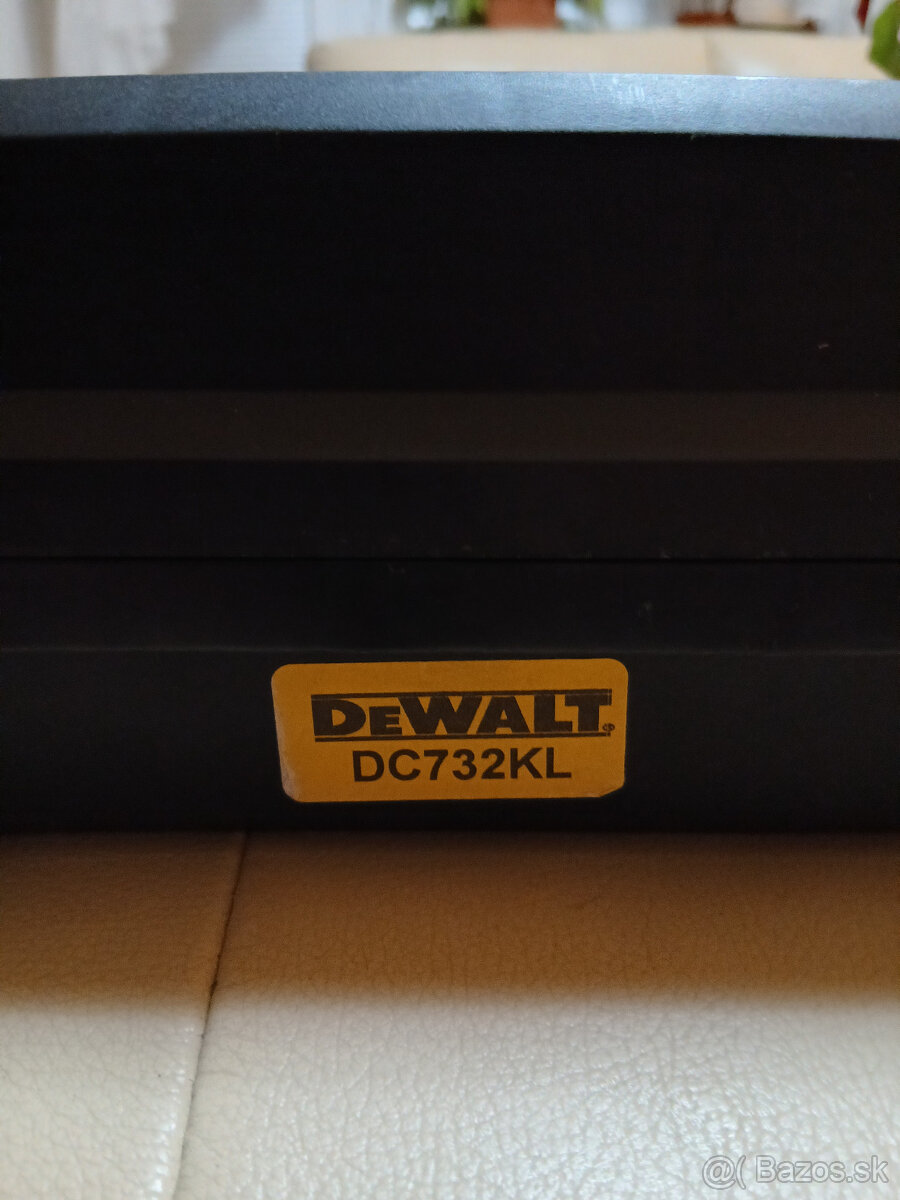 DEWALT
DC732KL
@( Bazos.sk